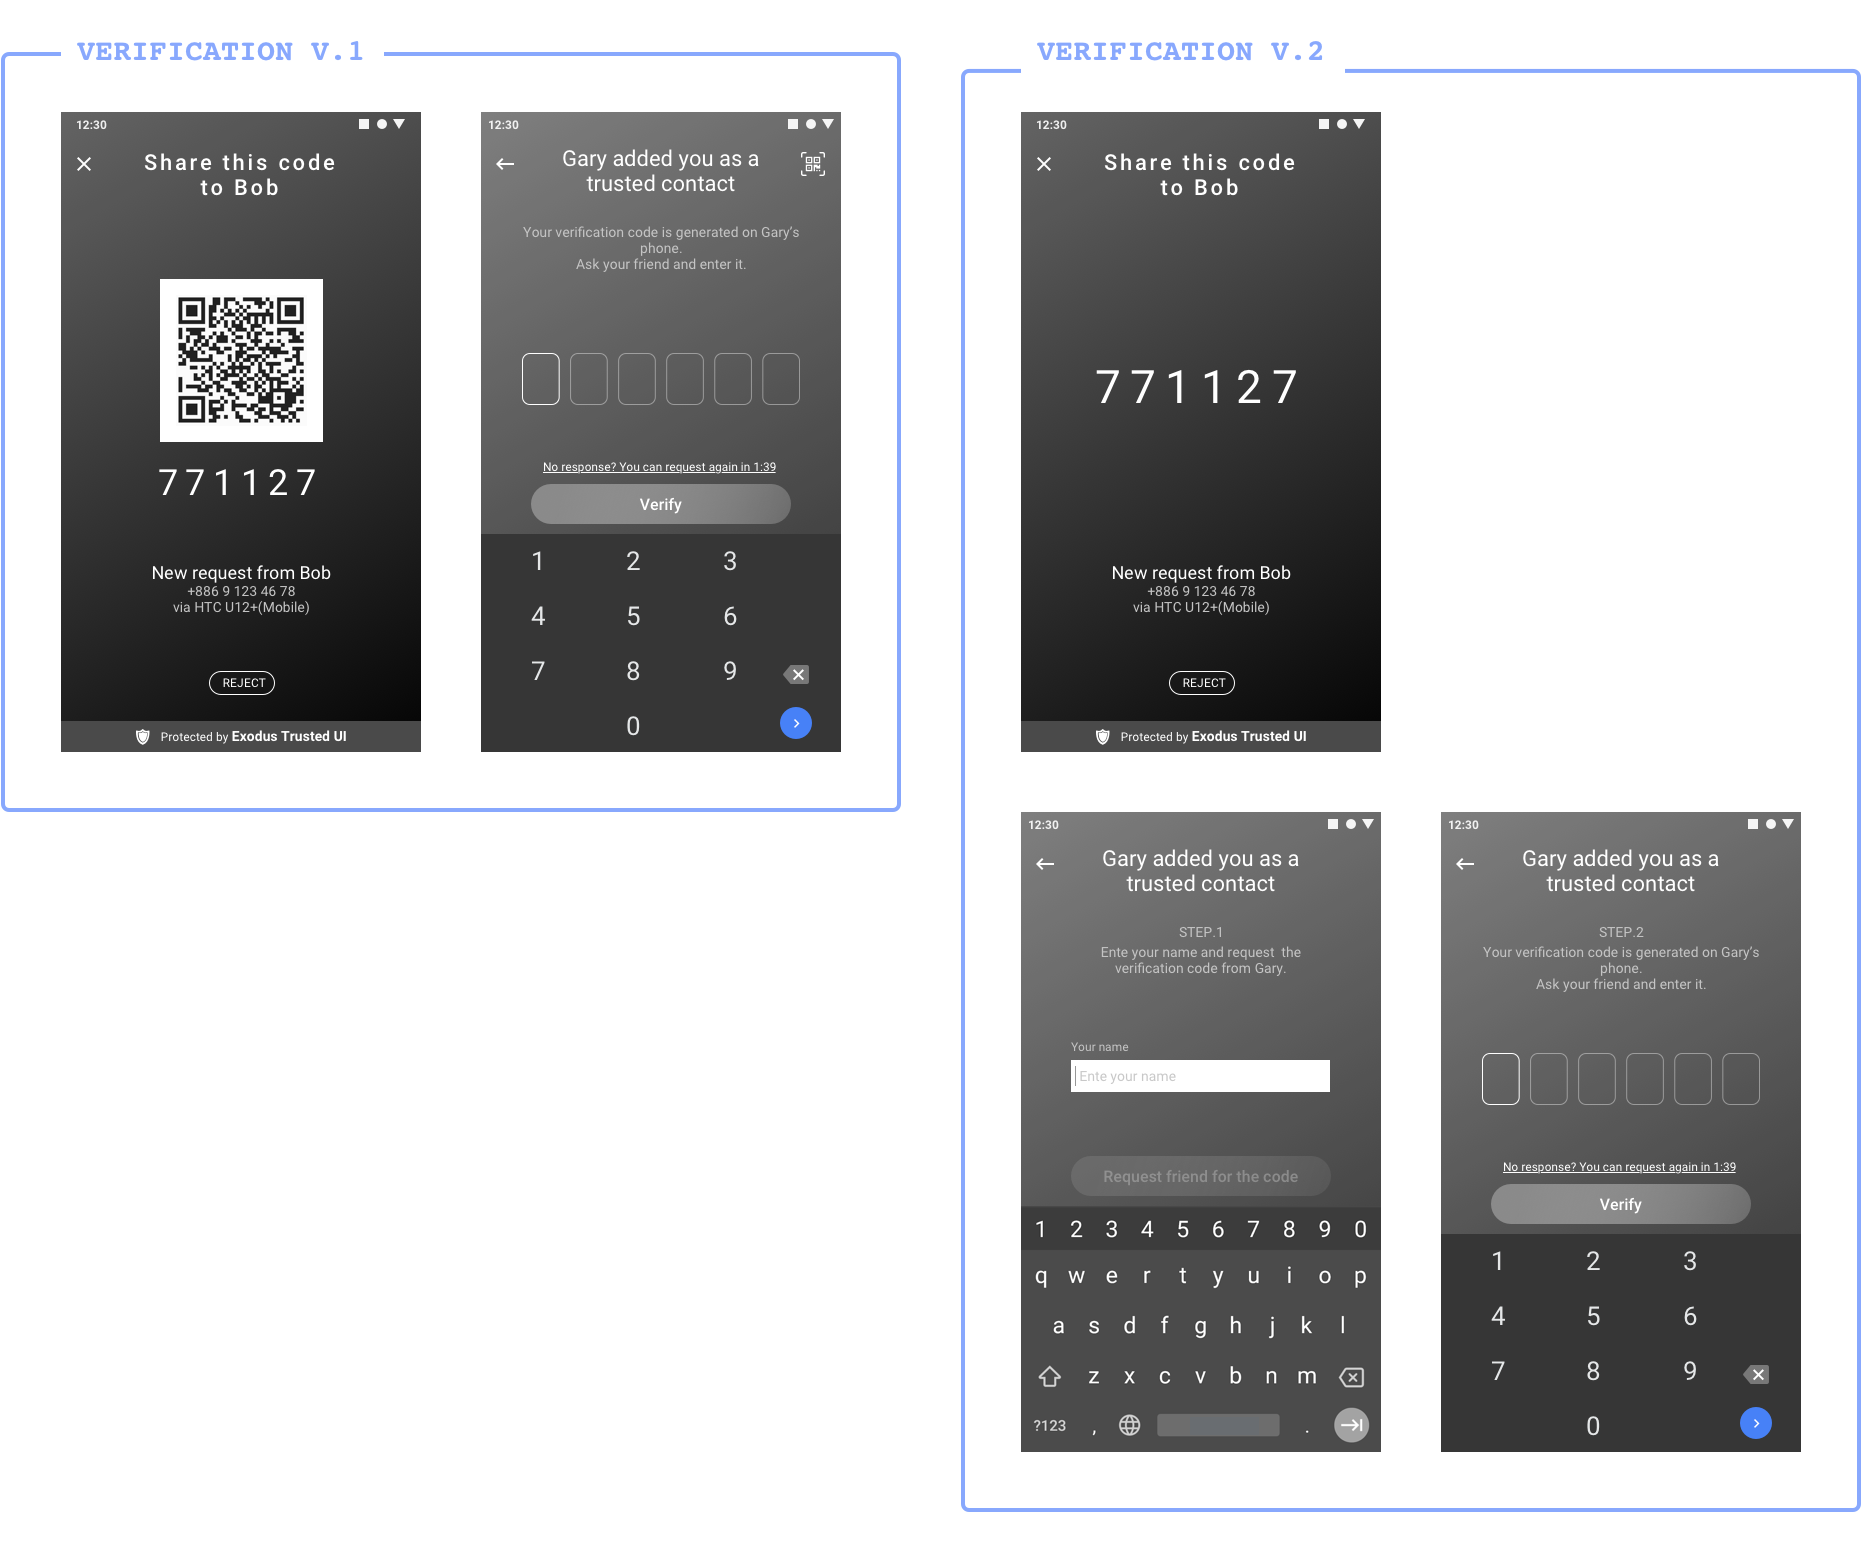 VERIFICATION V.1
12:30
Share this code
to Bob
771127
New request from Bob
+886 9 123 46 78
via HTC U12+(Mobile)
REJECT
Protected by Exodus Trusted UI
12:30
Gary added you as a
trusted contact
Your verification code is generated on Gary's
phone.
Ask your friend and enter it.
No response? You can request again in 1:39
Verify
1 2 3
4 5 6
7 8 9
0
VERIFICATION V.2
12:30
Share this code
to Bob
771127
New request from Bob
+886 9 123 46 78
via HTC U12+(Mobile)
REJECT
Protected by Exodus Trusted UI
12:30
Gary added you as a
trusted contact
STEP.1
Ente your name and request  the
verification code from Gary.
Your name
Ente your name
Request friend for the code
1 2 3 4 5 6 7 8 9 0
q w e r t y u i o p
a s d f g h j k l
z x c v b n m
?123 , .
12:30
Gary added you as a
trusted contact
STEP.2
Your verification code is generated on Gary's
phone.
Ask your friend and enter it.
No response? You can request again in 1:39
Verify
1 2 3
4 5 6
7 8 9
0